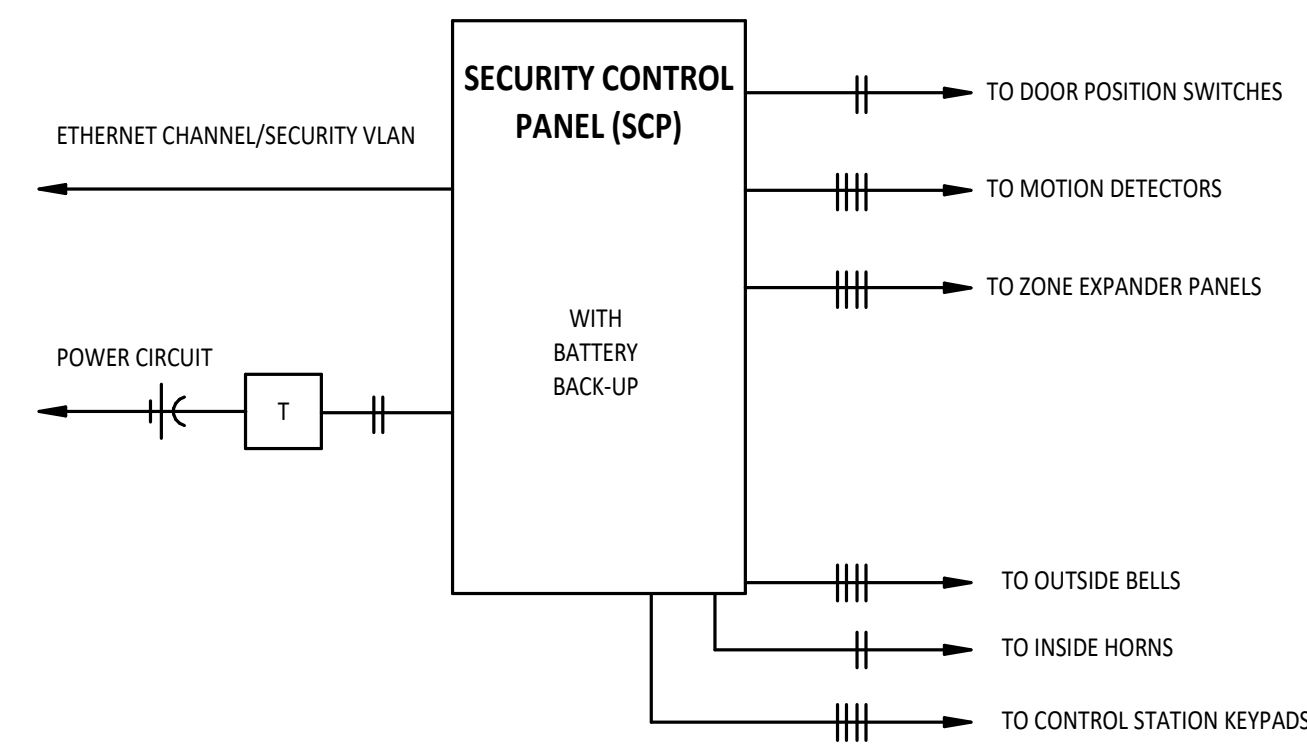 SECURITY CONTROL
PANEL (SCP)
WITH
BATTERY
BACK-UP
ETHERNET CHANNEL/SECURITY VLAN
POWER CIRCUIT
T
TO DOOR POSITION SWITCHES
TO MOTION DETECTORS
TO ZONE EXPANDER PANELS
TO OUTSIDE BELLS
TO INSIDE HORNS
TO CONTROL STATION KEYPADS